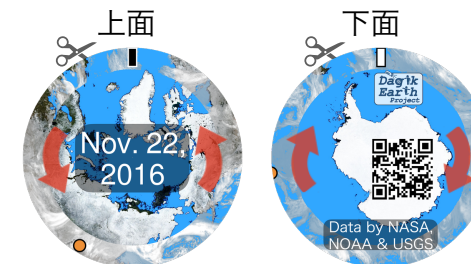 上面
下面
Dagik
Earth
Project
Nov. 22,
2016
Data by NASA,
NOAA & USGS